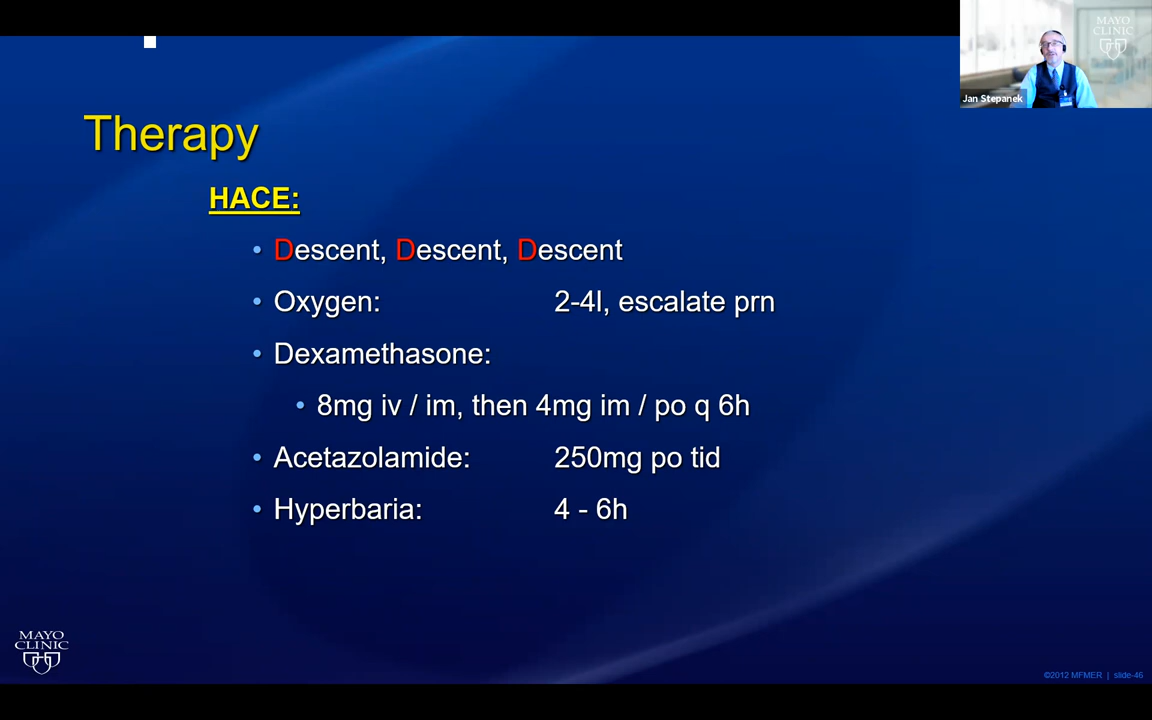 MAYO
CLINIC
Jan Stepanek
Therapy
HACE:
• Descent, Descent, Descent
• Oxygen: 2-4l, escalate prn
• Dexamethasone:
• 8mg iv / im, then 4mg im / po q 6h
• Acetazolamide: 250mg po tid
• Hyperbaria: 4 - 6h
MAYO
CLINIC
©2012 MFMER | slide-46